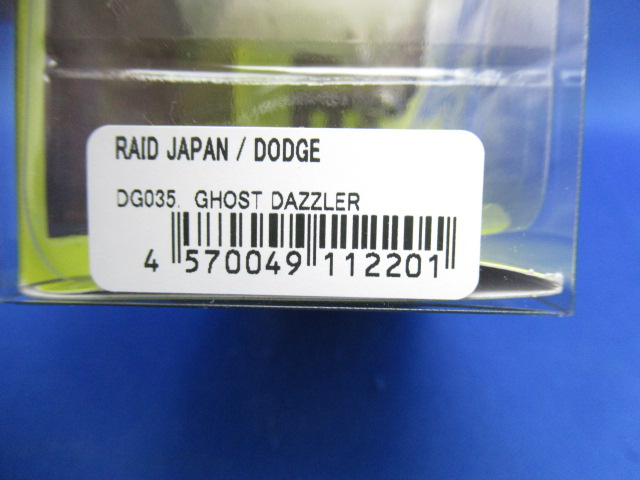 RAID JAPAN / DODGE
DG035. GHOST DAZZLER
4 570049 112201